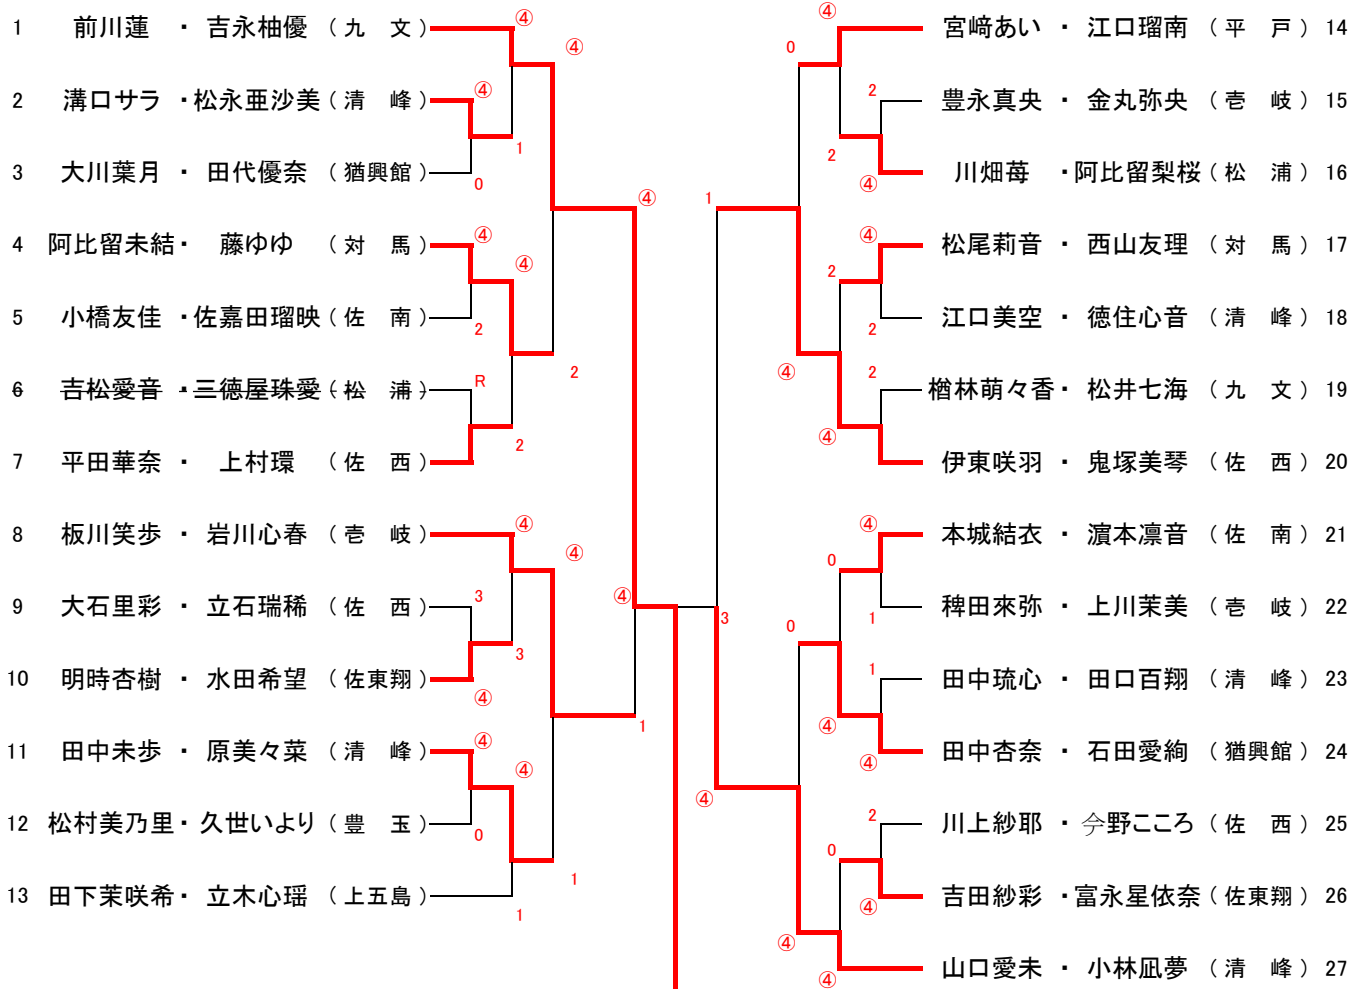 1 前川蓮 ・ 吉永柚優 （九 文） ④
④
2 溝口サラ ・松永亜沙美（清 峰） ④
1
3 大川葉月 ・ 田代優奈 （猶興館） 0
④
4 阿比留未結・ 藤ゆゆ （対 馬） ④
④
5 小橋友佳 ・佐嘉田瑠映（佐 南） 2
2
6 吉松愛音 ・三徳屋珠愛（松 浦） R
2
7 平田華奈 ・ 上村環 （佐 西）
8 板川笑歩 ・ 岩川心春 （壱 岐） ④
④
9 大石里彩 ・ 立石瑞稀 （佐 西） 3
④
3
10 明時杏樹 ・ 水田希望 （佐東翔） ④
1
11 田中未歩 ・ 原美々菜 （清 峰） ④
④
12 松村美乃里・ 久世いより（豊 玉） 0
1
13 田下茉咲希・ 立木心瑶 （上五島） 1
④ 宮﨑あい ・ 江口瑠南 （平 戸） 14
0
2 豊永真央 ・ 金丸弥央 （壱 岐） 15
2
④ 川畑苺 ・阿比留梨桜（松 浦） 16
1
④ 松尾莉音 ・ 西山友理 （対 馬） 17
2
2 江口美空 ・ 徳住心音 （清 峰） 18
④
2 楢林萌々香・ 松井七海 （九 文） 19
④
伊東咲羽 ・ 鬼塚美琴 （佐 西） 20
④ 本城結衣 ・ 濵本凛音 （佐 南） 21
0
1 稗田來弥 ・ 上川茉美 （壱 岐） 22
3
0
1 田中琉心 ・ 田口百翔 （清 峰） 23
④
④ 田中杏奈 ・ 石田愛絢 （猶興館） 24
④
2 川上紗耶 ・ 今野こころ （佐 西） 25
0
④ 吉田紗彩 ・富永星依奈（佐東翔） 26
④
④ 山口愛未 ・ 小林凪夢 （清 峰） 27